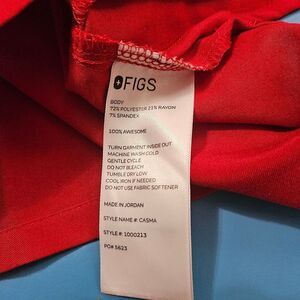 FIGS
BODY
72% POLYESTER 21% RAYON
7% SPANDEX
100% AWESOME
TURN GARMENT INSIDE OUT
MACHINE WASH COLD
GENTLE CYCLE
DO NOT BLEACH
TUMBLE DRY LOW
COOL IRON IF NEEDED
DO NOT USE FABRIC SOFTENER
MADE IN JORDAN
STYLE NAME #: CASMA
STYLE #: 1000213
PO# 5623